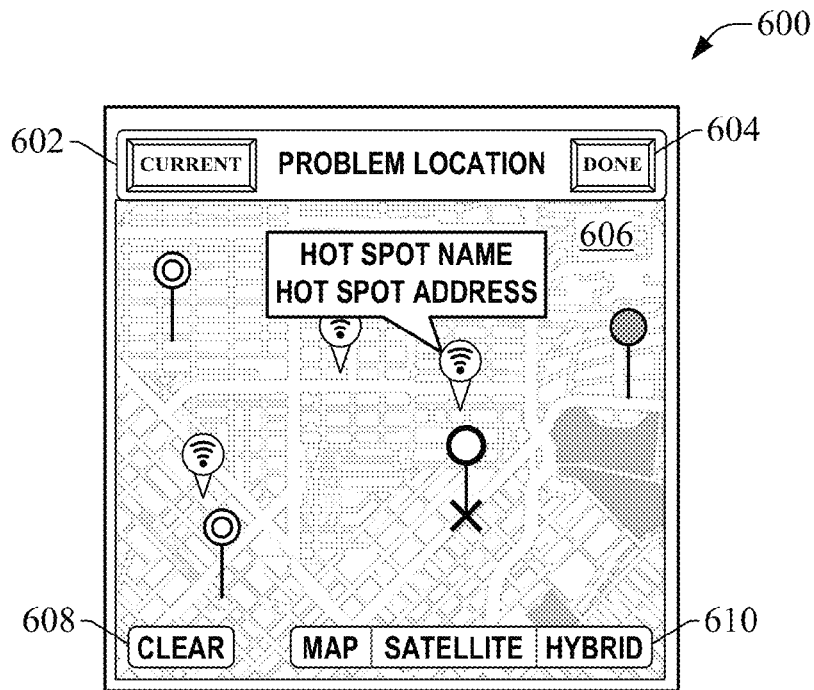 600
602
604
CURRENT PROBLEM LOCATION DONE
606
HOT SPOT NAME
HOT SPOT ADDRESS
608
610
CLEAR MAP SATELLITE HYBRID